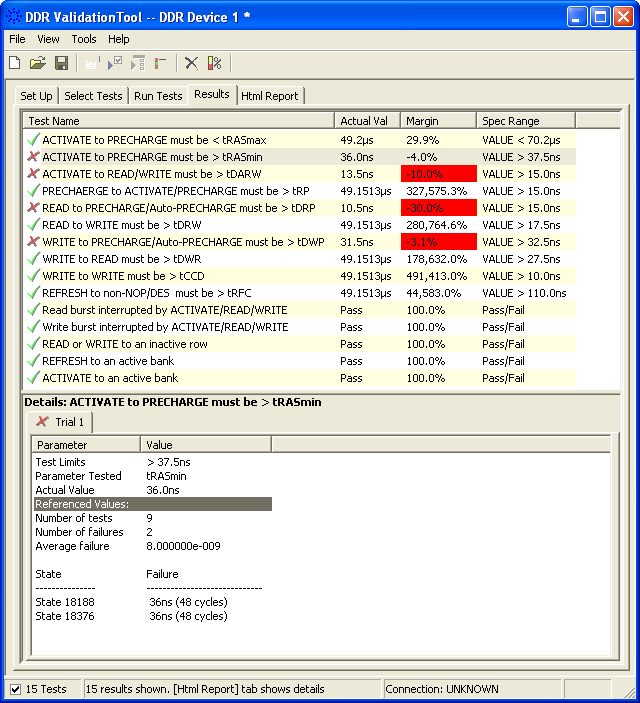 DDR ValidationTool -- DDR Device 1 *
File View Tools Help
Set Up Select Tests Run Tests Results Html Report
Test Name Actual Val Margin Spec Range
ACTIVATE to PRECHARGE must be < tRASmax 49.2µs 29.9% VALUE < 70.2µs
ACTIVATE to PRECHARGE must be > tRASmin 36.0ns -4.0% VALUE > 37.5ns
ACTIVATE to READ/WRITE must be > tDARW 13.5ns -10.0% VALUE > 15.0ns
PRECHAERGE to ACTIVATE/PRECHARGE must be > tRP 49.1513µs 327,575.3% VALUE > 15.0ns
READ to PRECHARGE/Auto-PRECHARGE must be > tDRP 10.5ns -30.0% VALUE > 15.0ns
READ to WRITE must be > tDRW 49.1513µs 280,764.6% VALUE > 17.5ns
WRITE to PRECHARGE/Auto-PRECHARGE must be > tDWP 31.5ns -3.1% VALUE > 32.5ns
WRITE to READ must be > tDWR 49.1513µs 178,632.0% VALUE > 27.5ns
WRITE to WRITE must be > tCCD 49.1513µs 491,413.0% VALUE > 10.0ns
REFRESH to non-NOP/DES must be > tRFC 49.1513µs 44,583.0% VALUE > 110.0ns
Read burst interrupted by ACTIVATE/READ/WRITE Pass 100.0% Pass/Fail
Write burst interrupted by ACTIVATE/READ/WRITE Pass 100.0% Pass/Fail
READ or WRITE to an inactive row Pass 100.0% Pass/Fail
REFRESH to an active bank Pass 100.0% Pass/Fail
ACTIVATE to an active bank Pass 100.0% Pass/Fail
Details: ACTIVATE to PRECHARGE must be > tRASmin
Trial 1
Parameter Value
Test Limits > 37.5ns
Parameter Tested tRASmin
Actual Value 36.0ns
Referenced Values:
Number of tests 9
Number of failures 2
Average failure 8.000000e-009
State Failure
--------------- -----------------------------
State 18188 36ns (48 cycles)
State 18376 36ns (48 cycles)
15 Tests 15 results shown. [Html Report] tab shows details Connection: UNKNOWN